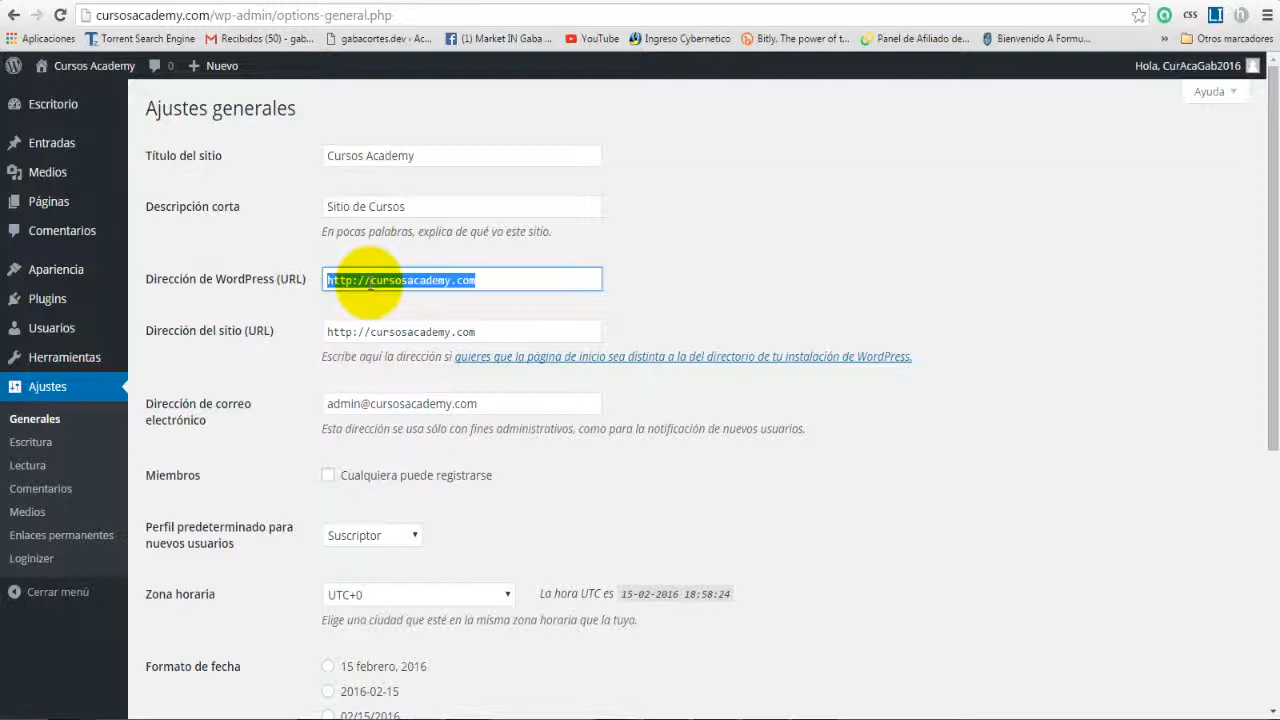 cursosacademy.com/wp-admin/options-general.php
Aplicaciones Torrent Search Engine Recibidos (50) - gab... gabacortes.dev › Ac... (1) Market IN Gaba ... YouTube Ingreso Cybernetico Bitly. The power of t... Panel de Afiliado de... Bienvenido A Formu... » Otros marcadores
Cursos Academy 0 Nuevo Hola, CurAcaGab2016
Ayuda
Escritorio
Entradas
Medios
Páginas
Comentarios
Apariencia
Plugins
Usuarios
Herramientas
Ajustes
Generales
Escritura
Lectura
Comentarios
Medios
Enlaces permanentes
Loginizer
Cerrar menú
Ajustes generales
Título del sitio Cursos Academy
Descripción corta Sitio de Cursos
En pocas palabras, explica de qué va este sitio.
Dirección de WordPress (URL) http://cursosacademy.com
Dirección del sitio (URL) http://cursosacademy.com
Escribe aquí la dirección si quieres que la página de inicio sea distinta a la del directorio de tu instalación de WordPress.
Dirección de correo
electrónico
admin@cursosacademy.com
Esta dirección se usa sólo con fines administrativos, como para la notificación de nuevos usuarios.
Miembros Cualquiera puede registrarse
Perfil predeterminado para
nuevos usuarios
Suscriptor
Zona horaria UTC+0 La hora UTC es 15-02-2016 18:58:24
Elige una ciudad que esté en la misma zona horaria que la tuya.
Formato de fecha 15 febrero, 2016
2016-02-15
02/15/2016